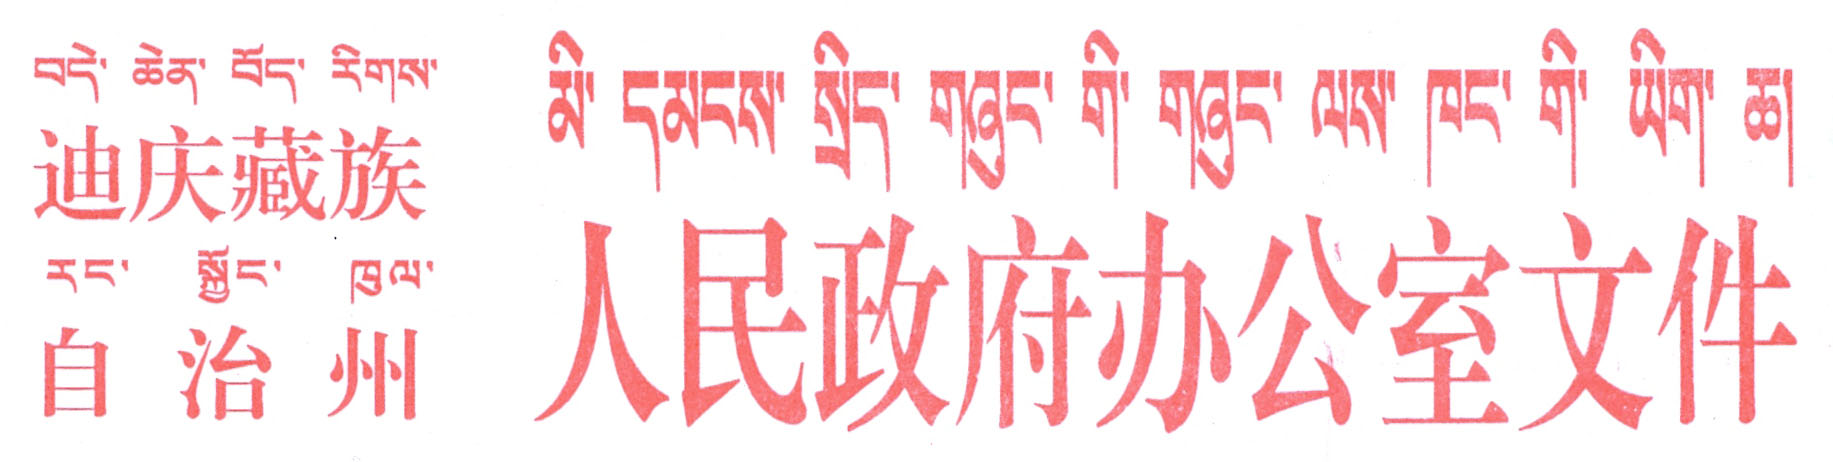 བདེ་ ཆེན་ བོད་ རིགས་
迪庆藏族
རང་ སྐྱོང་ ཁུལ་
自治州
མི་ དམངས་ སྲིད་ གཞུང་ གི་ གཞུང་ ལས་ ཁང་ གི་ ཡིག་ ཆ།
人民政府办公室文件